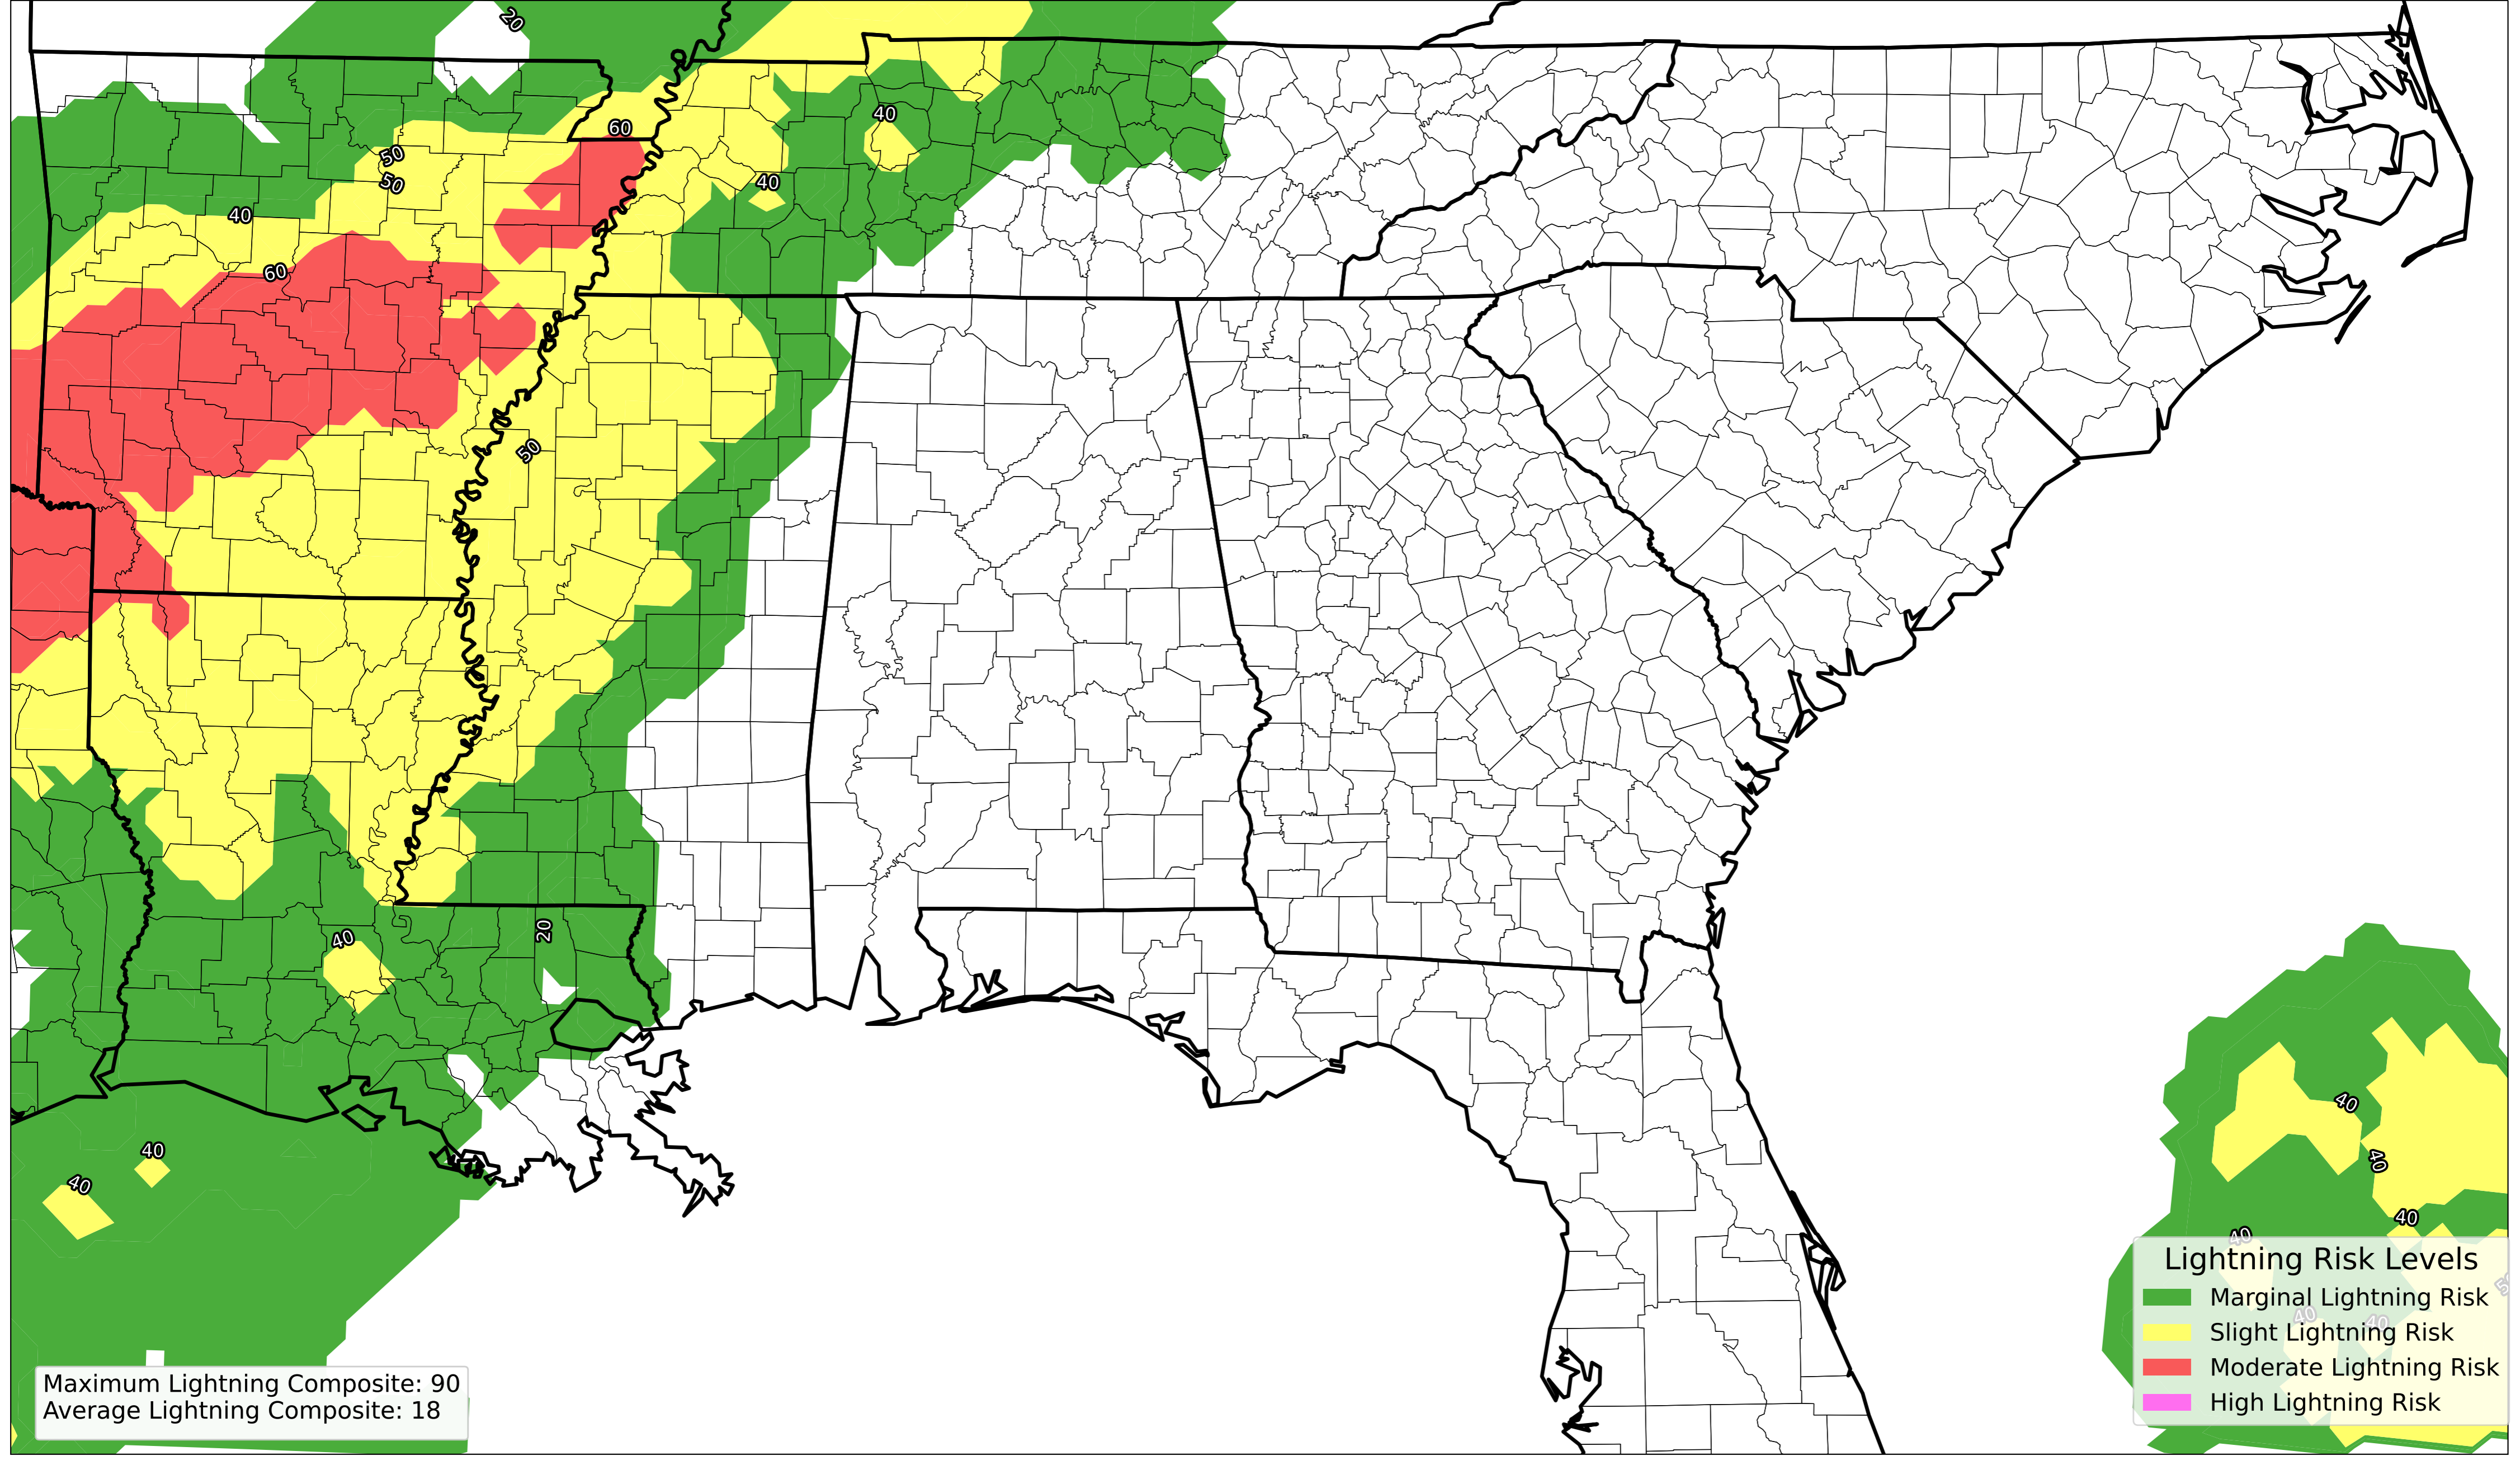 20
60
40
50
50
40
40
60
50
20
40
40
40
40
40
40
40
40
40
Lightning Risk Levels
Marginal Lightning Risk
Slight Lightning Risk
Moderate Lightning Risk
High Lightning Risk
Maximum Lightning Composite: 90
Average Lightning Composite: 18